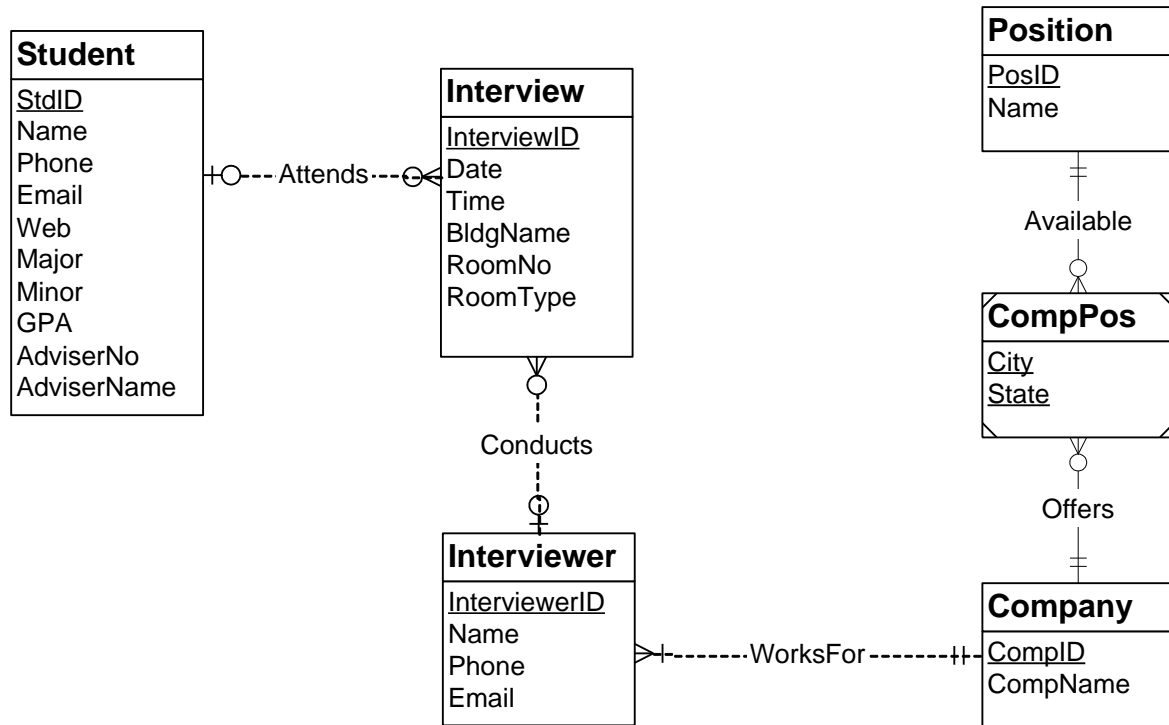 Student
StdID
Name
Phone
Email
Web
Major
Minor
GPA
AdviserNo
AdviserName
Attends
Interview
InterviewID
Date
Time
BldgName
RoomNo
RoomType
Conducts
Interviewer
InterviewerID
Name
Phone
Email
WorksFor
Position
PosID
Name
Available
CompPos
City
State
Offers
Company
CompID
CompName